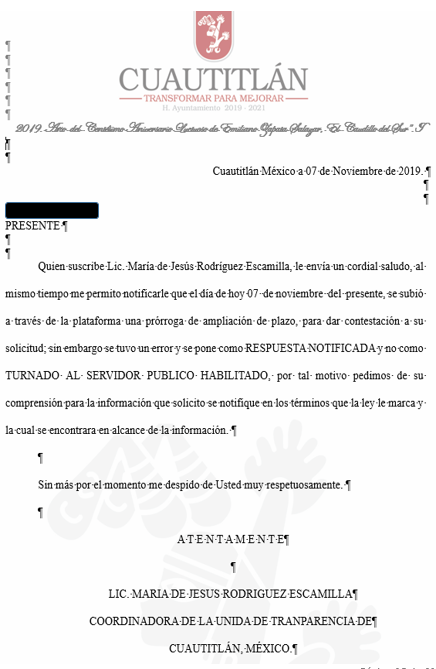 CUAUTITLÁN
TRANSFORMAR PARA MEJORAR
H. Ayuntamiento 2019 - 2021
2019. Año del Centésimo Aniversario Luctuoso de Emiliano Zapata Salazar, "El Caudillo del Sur".
Cuautitlán México a 07 de Noviembre de 2019.
PRESENTE
Quien suscribe Lic. María de Jesús Rodríguez Escamilla, le envía un cordial saludo, al
mismo tiempo me permito notificarle que el día de hoy 07 de noviembre del presente, se subió
a través de la plataforma una prórroga de ampliación de plazo, para dar contestación a su
solicitud; sin embargo se tuvo un error y se pone como RESPUESTA NOTIFICADA y no como
TURNADO AL SERVIDOR PUBLICO HABILITADO, por tal motivo pedimos de su
comprensión para la información que solicito se notifique en los términos que la ley le marca y
la cual se encontrara en alcance de la información.
Sin más por el momento me despido de Usted muy respetuosamente.
A T E N T A M E N T E
LIC. MARIA DE JESUS RODRIGUEZ ESCAMILLA
COORDINADORA DE LA UNIDA DE TRANPARENCIA DE
CUAUTITLÁN, MÉXICO.